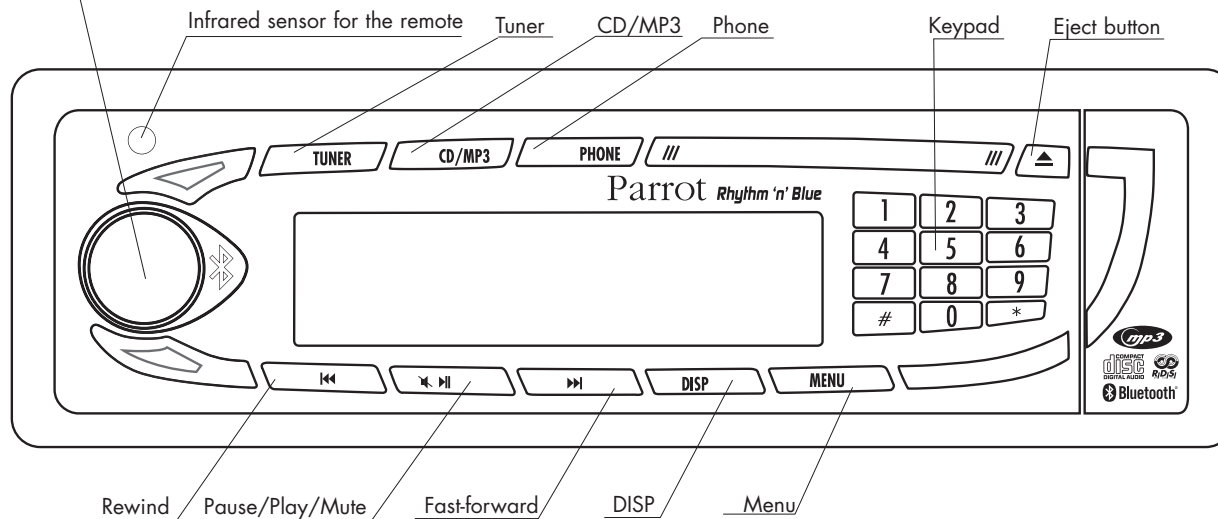 Infrared sensor for the remote
Tuner
CD/MP3
Phone
Keypad
Eject button
TUNER
CD/MP3
PHONE
Parrot Rhythm 'n' Blue
1 2 3
4 5 6
7 8 9
# 0 *
mp3
COMPACT
disc
DIGITAL AUDIO
R.D.S.
Bluetooth
DISP
MENU
Rewind
Pause/Play/Mute
Fast-forward
DISP
Menu